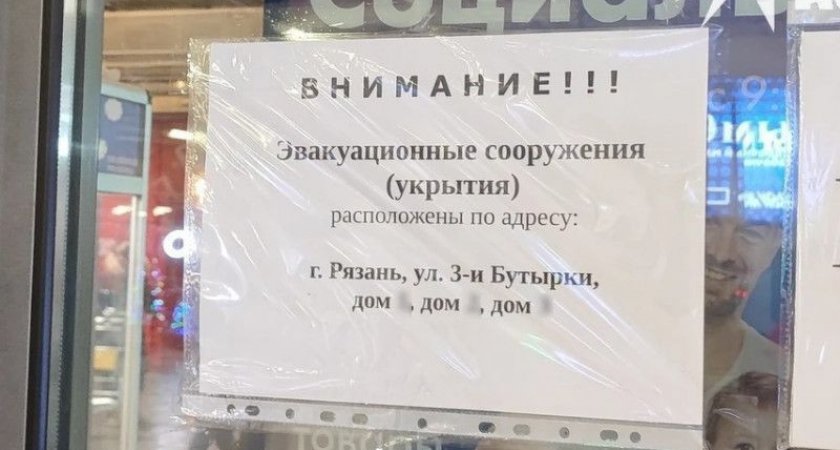 ВНИМАНИЕ!!!
Эвакуационные сооружения
(укрытия)
расположены по адресу:
г. Рязань, ул. 3-и Бутырки,
дом , дом , дом